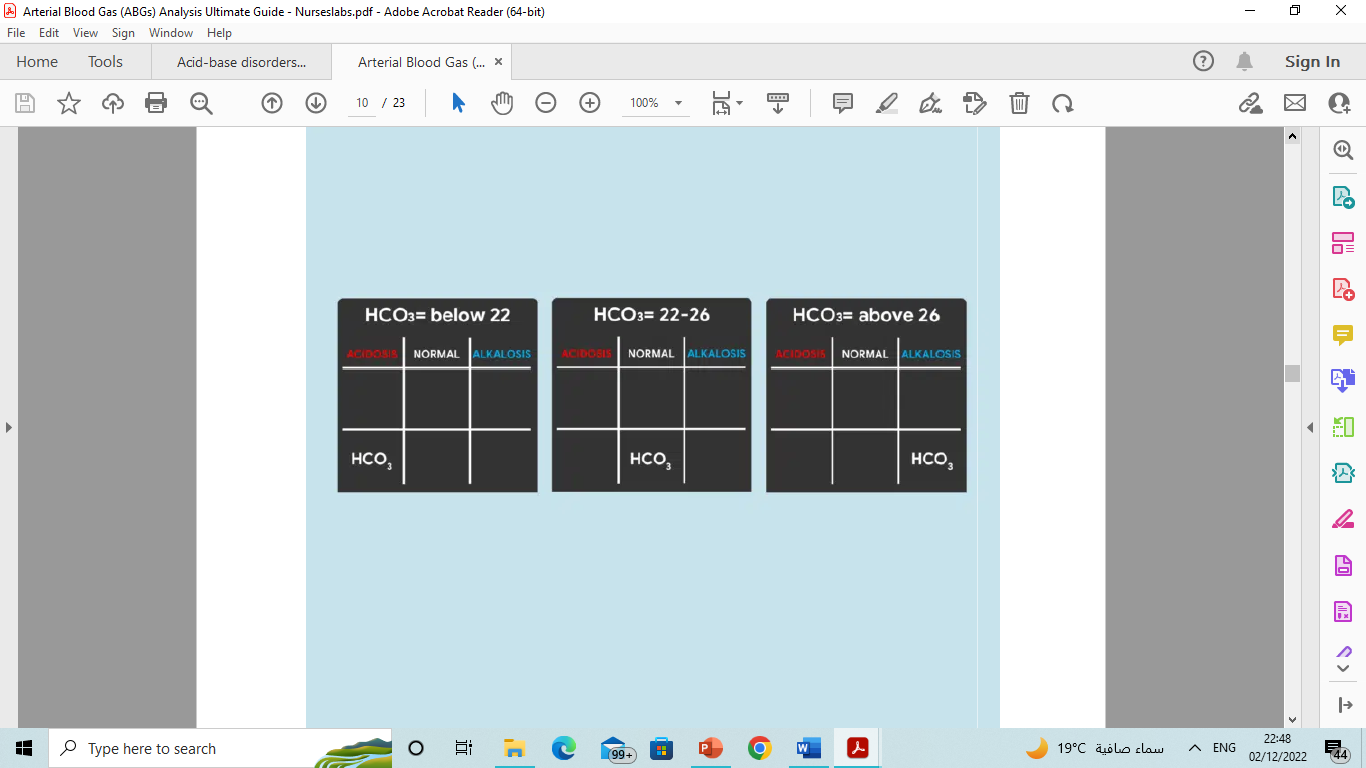 Arterial Blood Gas (ABGs) Analysis Ultimate Guide - Nurseslabs.pdf - Adobe Acrobat Reader (64-bit)
File Edit View Sign Window Help
Home Tools Acid-base disorders... Arterial Blood Gas (... ×
? Sign In
10 / 23 100%
HCO3= below 22
ACIDOSIS NORMAL ALKALOSIS
HCO3
HCO3= 22-26
ACIDOSIS NORMAL ALKALOSIS
HCO3
HCO3= above 26
ACIDOSIS NORMAL ALKALOSIS
HCO3
Type here to search
99+
19°C سماء صافية
ENG
22:48
02/12/2022
44